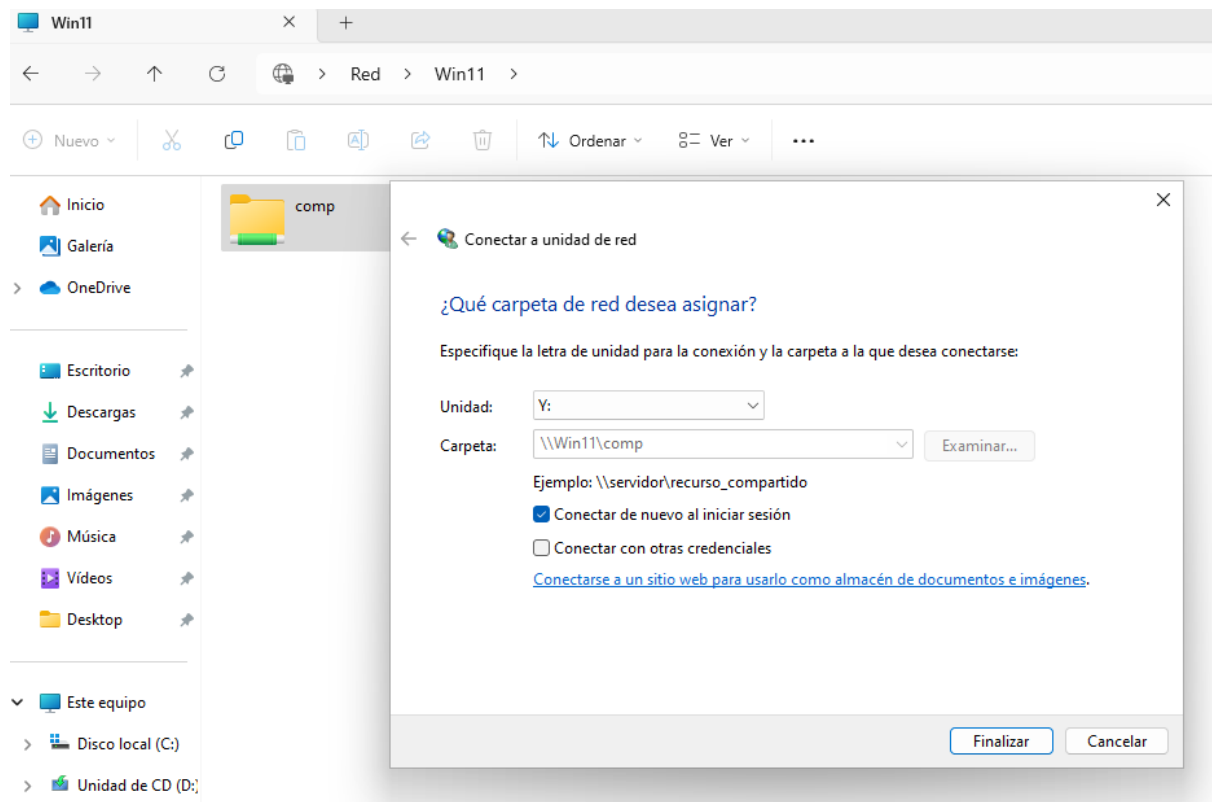 Win11
Red > Win11 >
Nuevo
Ordenar
Ver
Inicio
Galería
OneDrive
Escritorio
Descargas
Documentos
Imágenes
Música
Vídeos
Desktop
Este equipo
Disco local (C:)
Unidad de CD (D:)
comp
Conectar a unidad de red
¿Qué carpeta de red desea asignar?
Especifique la letra de unidad para la conexión y la carpeta a la que desea conectarse:
Unidad: Y:
Carpeta: \\Win11\comp Examinar...
Ejemplo: \\servidor\recurso_compartido
Conectar de nuevo al iniciar sesión
Conectar con otras credenciales
Conectarse a un sitio web para usarlo como almacén de documentos e imágenes.
Finalizar Cancelar